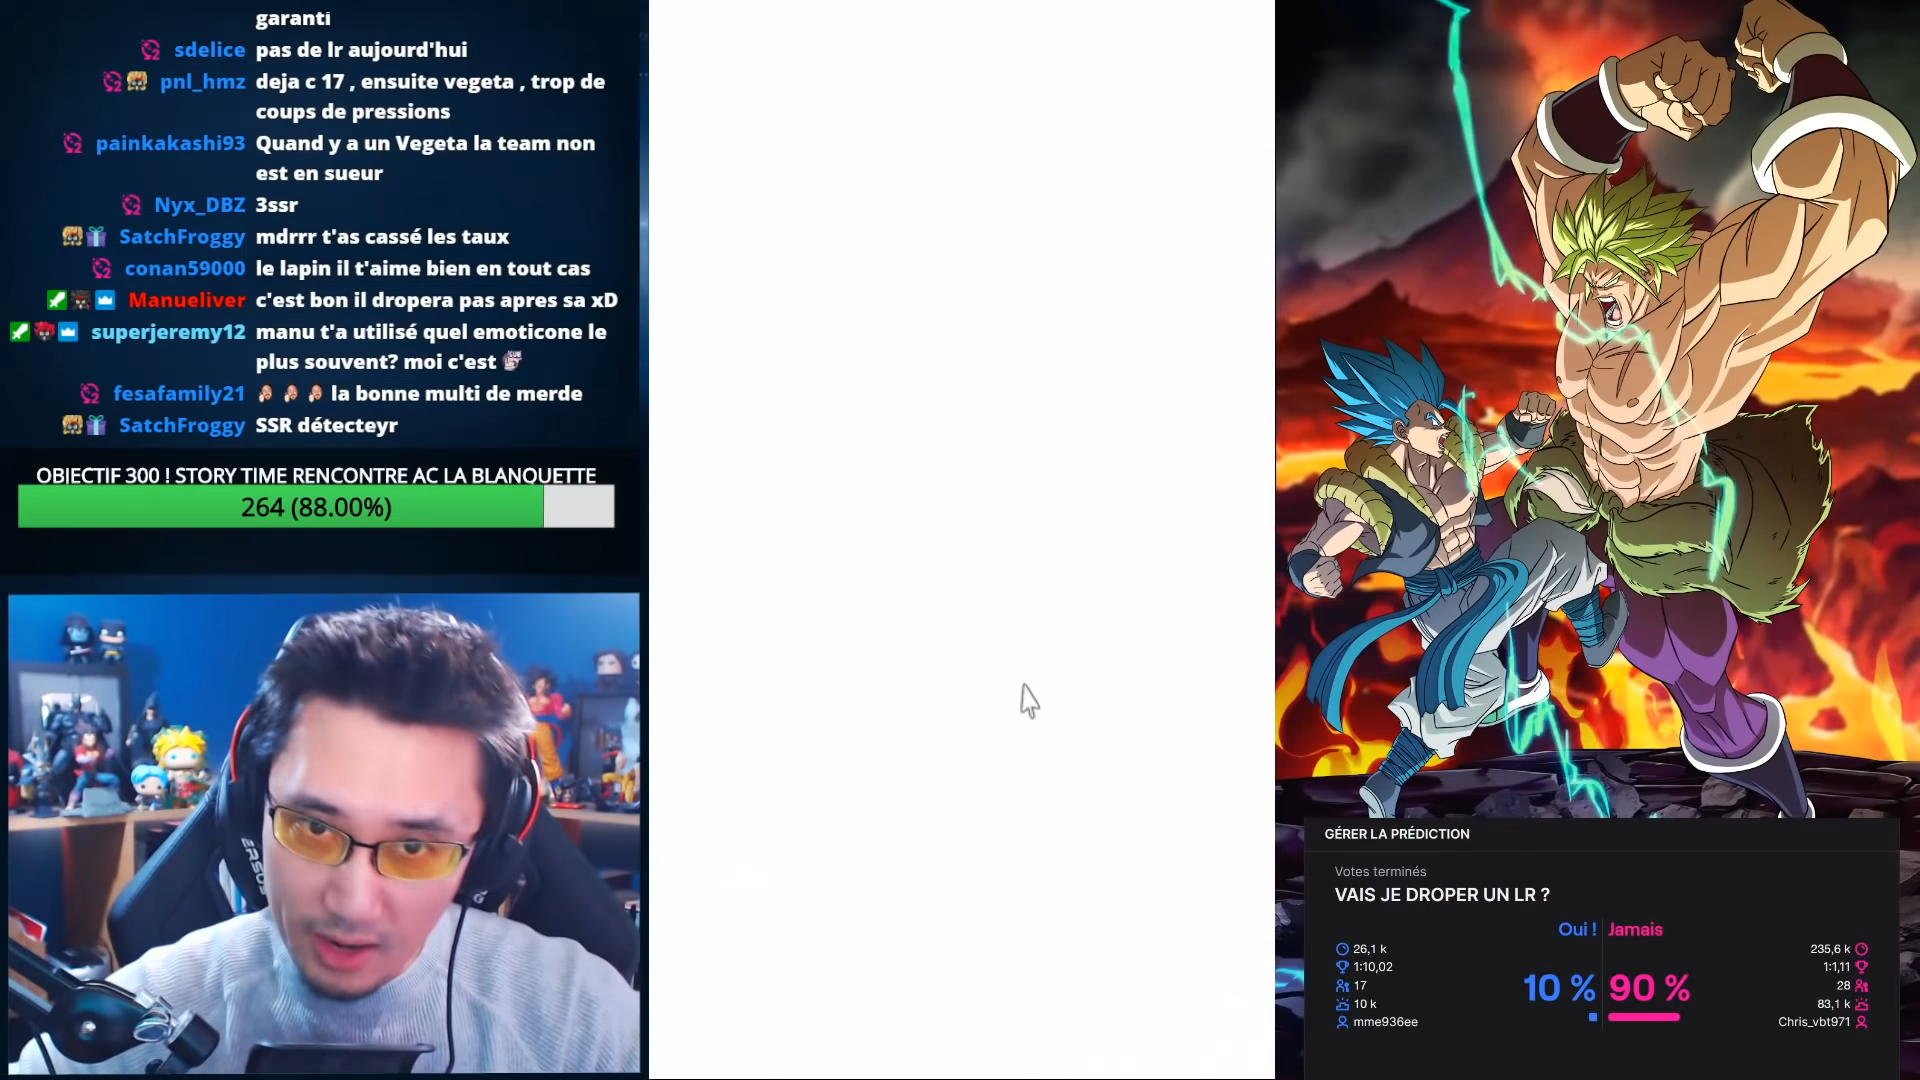 garanti
sdelice pas de lr aujourd'hui
pnl_hmz deja c 17 , ensuite vegeta , trop de
coups de pressions
painkakashi93 Quand y a un Vegeta la team non
est en sueur
Nyx_DBZ 3ssr
SatchFroggy mdrrr t'as cassé les taux
conan59000 le lapin il t'aime bien en tout cas
Manueliver c'est bon il dropera pas apres sa xD
superjeremy12 manu t'a utilisé quel emoticone le
plus souvent? moi c'est
fesafamily21 la bonne multi de merde
SatchFroggy SSR détecteyr
OBJECTIF 300 ! STORY TIME RENCONTRE AC LA BLANQUETTE
264 (88.00%)
GÉRER LA PRÉDICTION
Votes terminés
VAIS JE DROPER UN LR ?
Oui ! Jamais
26,1 k 235,6 k
1:10,02 1:1,11
17 10 % 90 % 28
10 k 83,1 k
mme936ee Chris_vbt971